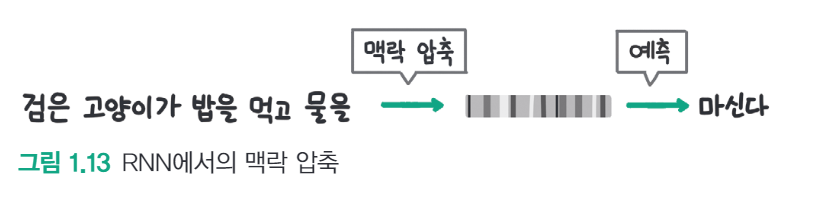 맥락 압축
예측
검은 고양이가 밥을 먹고 물을
마신다
그림 1.13 RNN에서의 맥락 압축